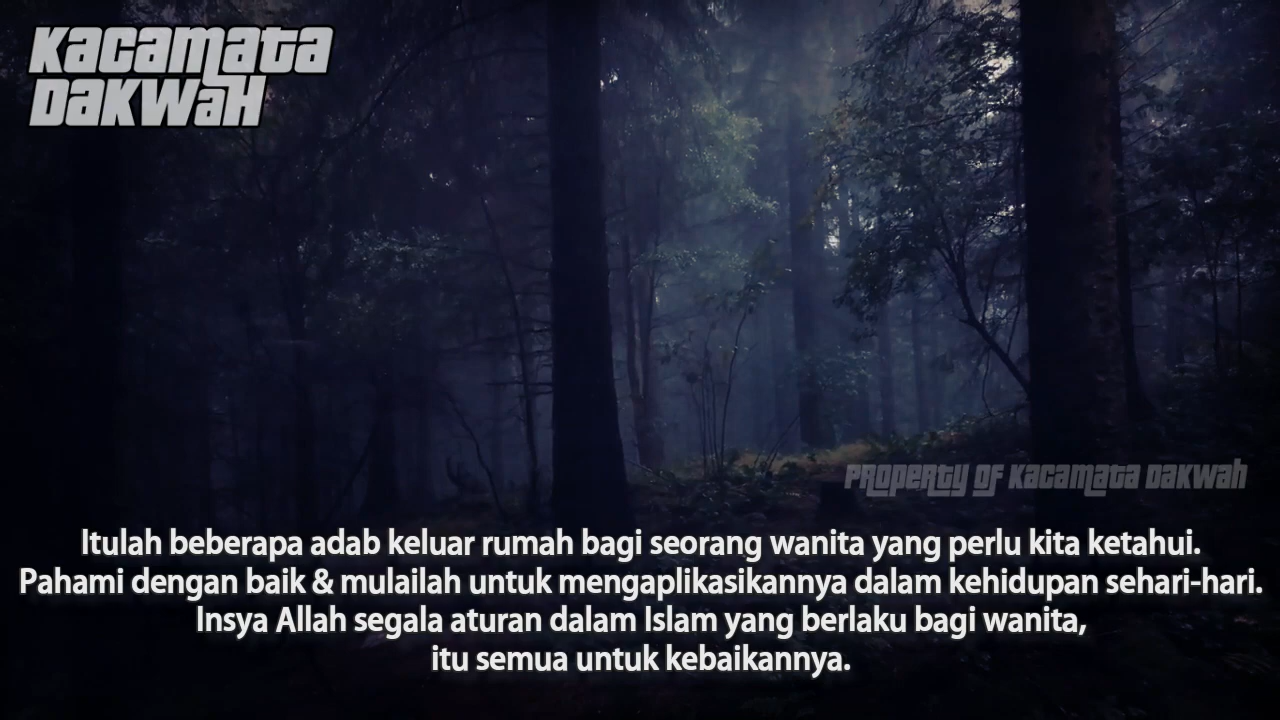 Kacamata
Dakwah
Property of Kacamata Dakwah
Itulah beberapa adab keluar rumah bagi seorang wanita yang perlu kita ketahui.
Pahami dengan baik & mulailah untuk mengaplikasikannya dalam kehidupan sehari-hari.
Insya Allah segala aturan dalam Islam yang berlaku bagi wanita,
itu semua untuk kebaikannya.